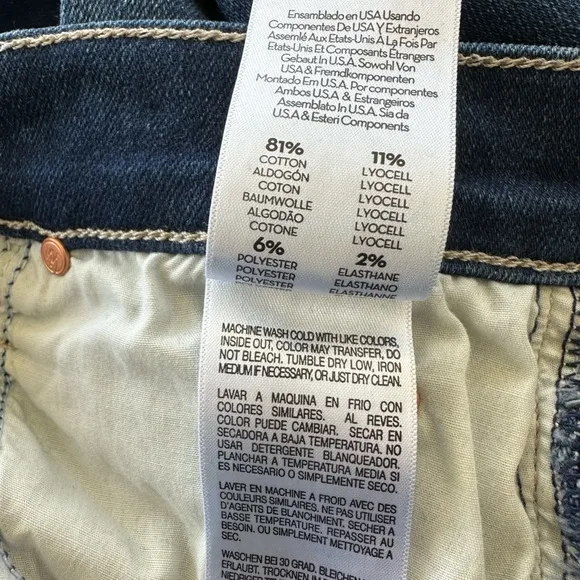 Ensamblado en USA Usando
Componentes De USA Y Extranjeros
Assemlé Aux Etats-Unis À La Fois Par
Etats-Unis Et Composants Étrangers
Gebaut In U.S.A. Sowohl Von
USA & Fremdkomponenten
Montado Em U.S.A. Por componentes
Ambos U.S.A & Estrangeiros
Assemblato In U.S.A. Sia da
U.S.A & Esteri Components
81%
COTTON
ALDOGÓN
COTON
BAUMWOLLE
ALGODÃO
COTONE
6%
POLYESTER
POLYESTER
POLYESTER
11%
LYOCELL
LYOCELL
LYOCELL
LYOCELL
LYOCELL
LYOCELL
2%
ELASTHANE
ELASTHANO
ELASTHANNE
MACHINE WASH COLD WITH LIKE COLORS,
INSIDE OUT, COLOR MAY TRANSFER, DO
NOT BLEACH. TUMBLE DRY LOW, IRON
MEDIUM IF NECESSARY, OR JUST DRY CLEAN.
LAVAR A MAQUINA EN FRIO CON
COLORES SIMILARES. AL REVES.
COLOR PUEDE CAMBIAR. SECAR EN
SECADORA A BAJA TEMPERATURA. NO
USAR DETERGENTE BLANQUEADOR.
PLANCHAR A TEMPERATURA MEDIA SI
ES NECESARIO O SIMPLEMENTE SECO.
LAVER EN MACHINE A FROID AVEC DES
COULEURS SIMILAIRES. NE PAS UTILISER
D'AGENTS DE BLANCHIMENT. SECHER A
BASSE TEMPERATURE. REPASSER AU
BESOIN. OU SIMPLEMENT NETTOYAGE A
SEC.
WASCHEN BEI 30 GRAD. BLEICHEN
ERLAUBT, TROCKNEN IM
NIEDRIGER